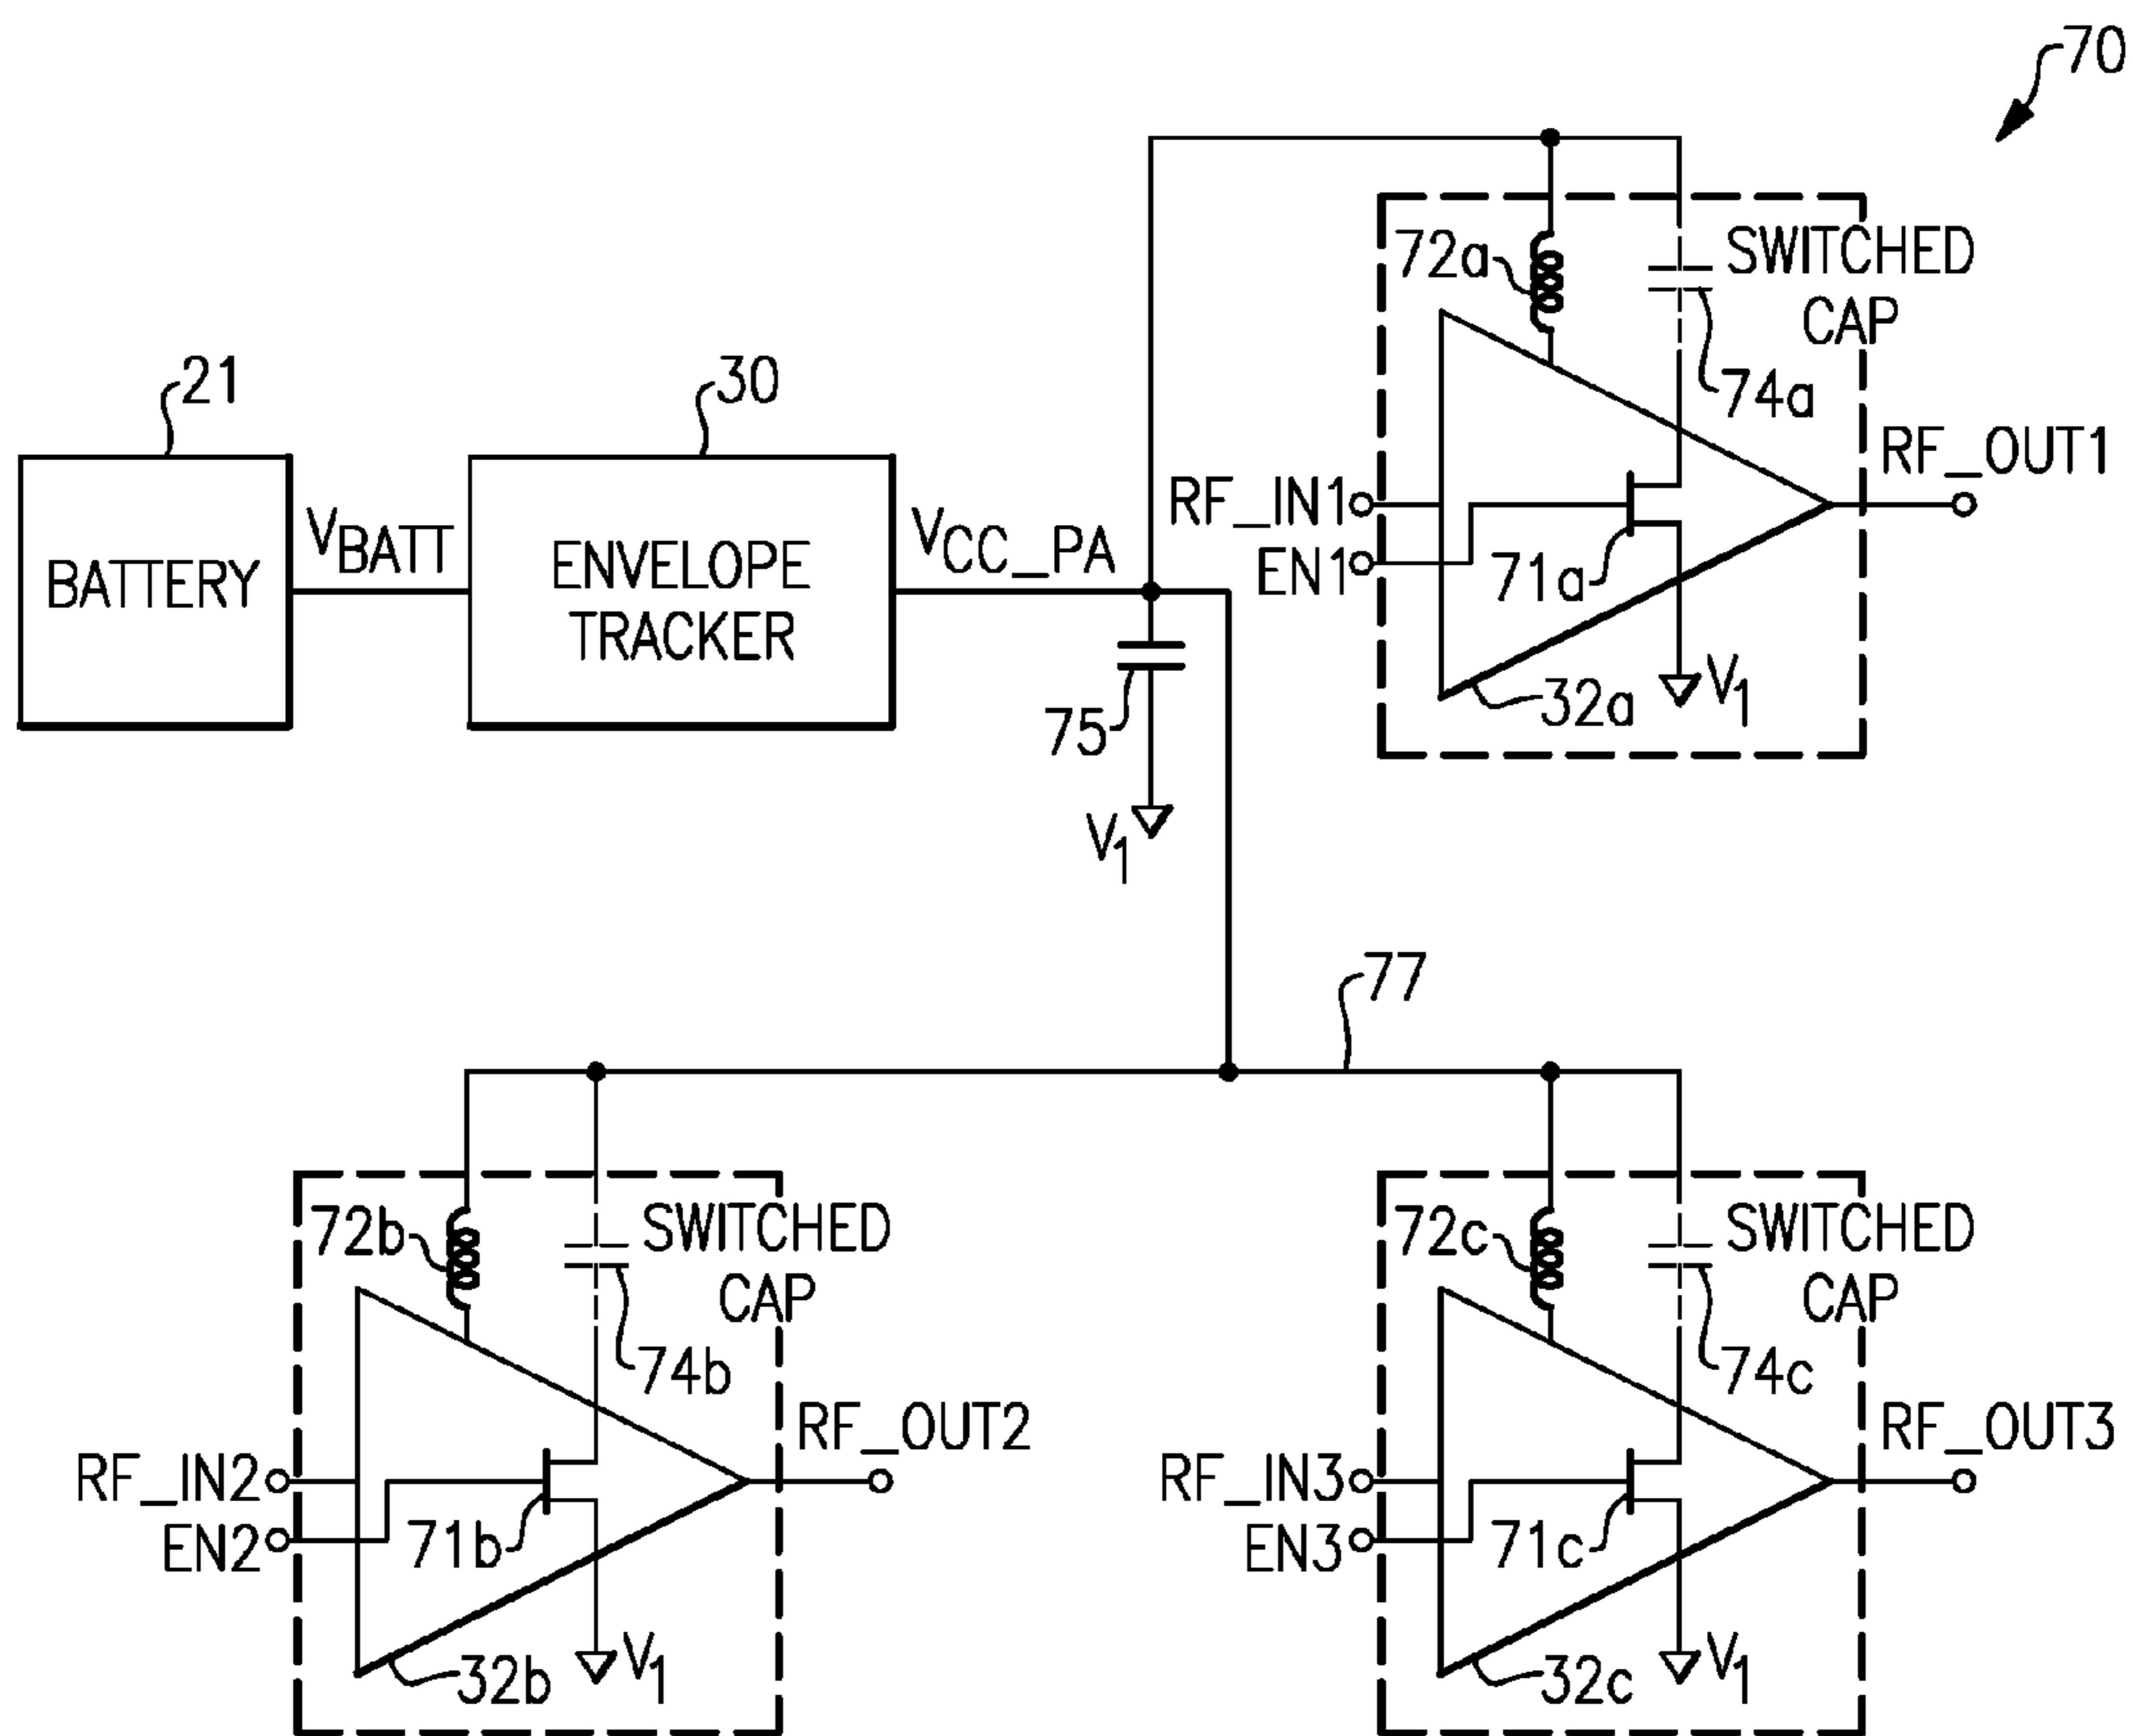 70
72a
SWITCHED
CAP
74a
21
30
BATTERY
VBATT
ENVELOPE
TRACKER
VCC_PA
RF_IN1
EN1
71a
RF_OUT1
32a
V1
75
V1
77
72b
SWITCHED
CAP
74b
RF_IN2
EN2
71b
RF_OUT2
32b
V1
72c
SWITCHED
CAP
74c
RF_IN3
EN3
71c
RF_OUT3
32c
V1